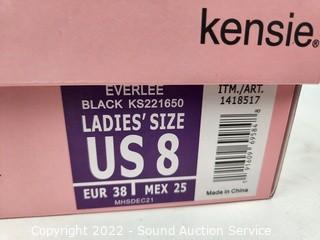 kensie®
EVERLEE
BLACK KS221650
LADIES' SIZE
US 8
EUR 38 MEX 25
MHSDEC21
ITM./ART.
1418517
Made in China
Copyright 2022 - Sound Auction Service